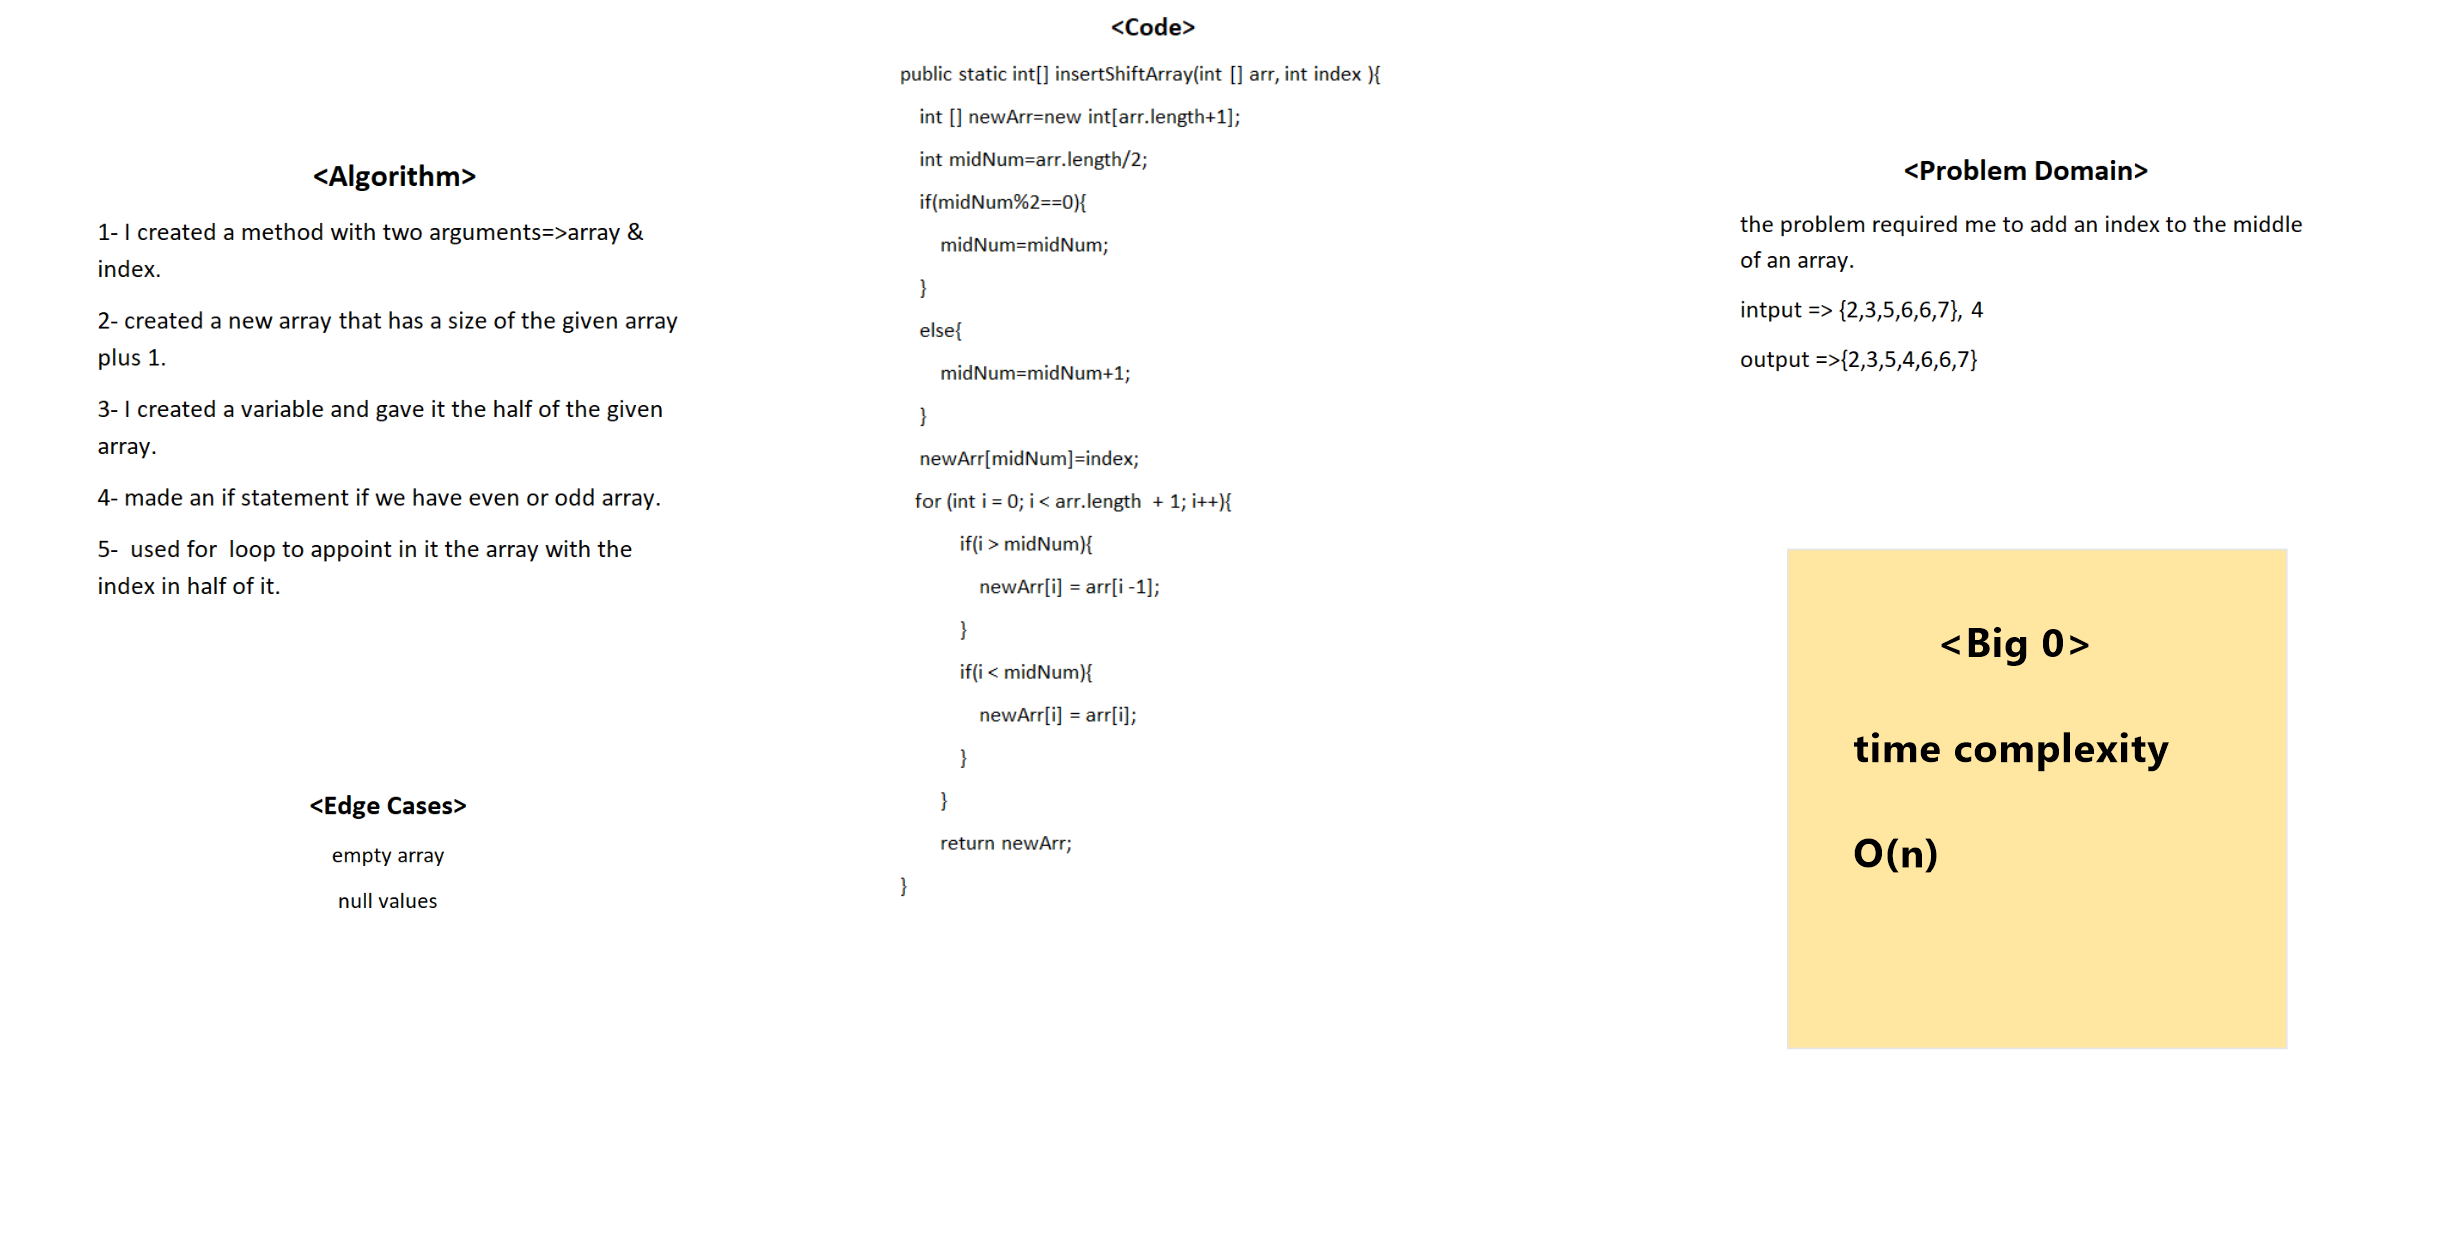 <Algorithm>
1- I created a method with two arguments=>array &
index.
2- created a new array that has a size of the given array
plus 1.
3- I created a variable and gave it the half of the given
array.
4- made an if statement if we have even or odd array.
5-  used for  loop to appoint in it the array with the
index in half of it.
<Edge Cases>
empty array
null values
<Code>
public static int[] insertShiftArray(int [] arr, int index ){
int [] newArr=new int[arr.length+1];
int midNum=arr.length/2;
if(midNum%2==0){
midNum=midNum;
}
else{
midNum=midNum+1;
}
newArr[midNum]=index;
for (int i = 0; i < arr.length  + 1; i++){
if(i > midNum){
newArr[i] = arr[i -1];
}
if(i < midNum){
newArr[i] = arr[i];
}
}
return newArr;
}
<Problem Domain>
the problem required me to add an index to the middle
of an array.
intput => {2,3,5,6,6,7}, 4
output =>{2,3,5,4,6,6,7}
<Big 0>
time complexity
O(n)